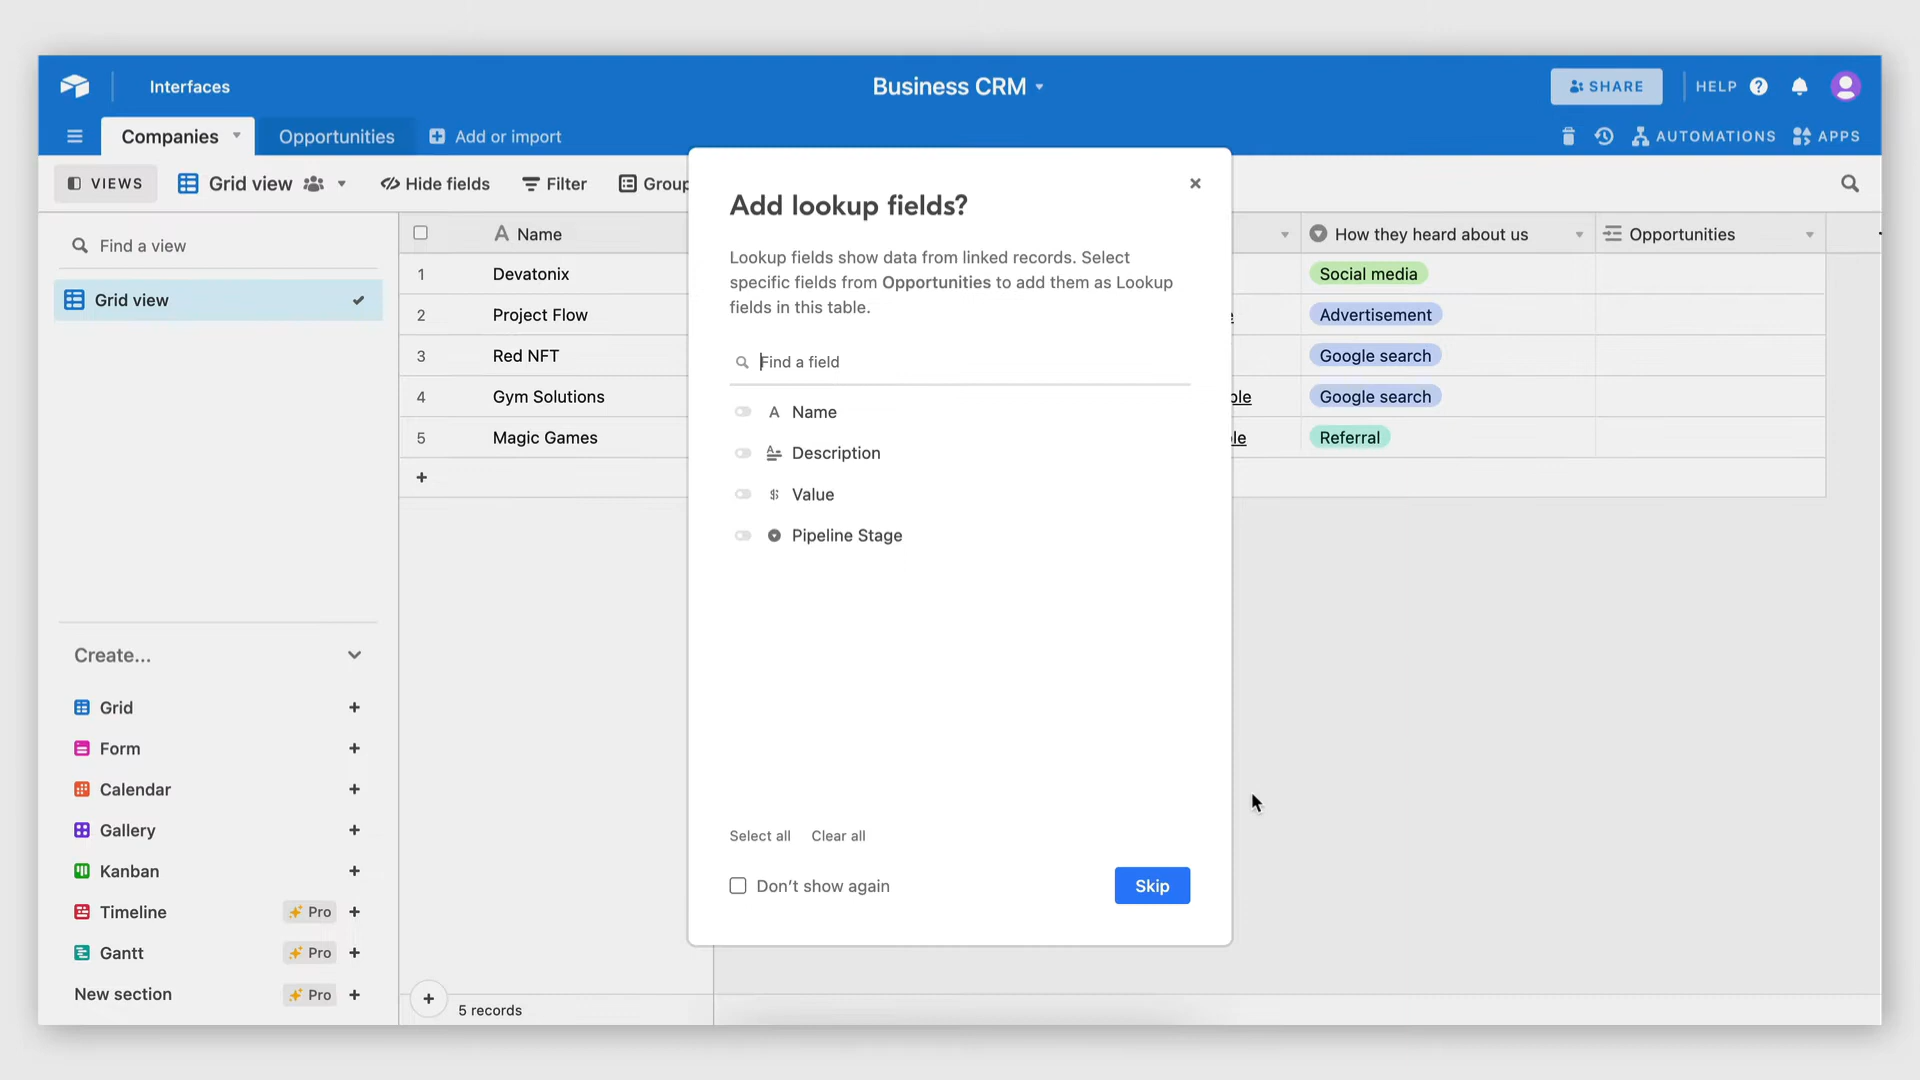 Interfaces
Business CRM
SHARE
HELP
Companies
Opportunities
Add or import
AUTOMATIONS
APPS
VIEWS
Grid view
Hide fields
Filter
Group
Find a view
Grid view
Name
How they heard about us
Opportunities
1 Devatonix Social media
2 Project Flow Advertisement
3 Red NFT Google search
4 Gym Solutions Google search
5 Magic Games Referral
5 records
Create...
Grid
Form
Calendar
Gallery
Kanban
Timeline Pro
Gantt Pro
New section Pro
Add lookup fields?
Lookup fields show data from linked records. Select
specific fields from Opportunities to add them as Lookup
fields in this table.
Find a field
Name
Description
Value
Pipeline Stage
Select all Clear all
Don't show again
Skip